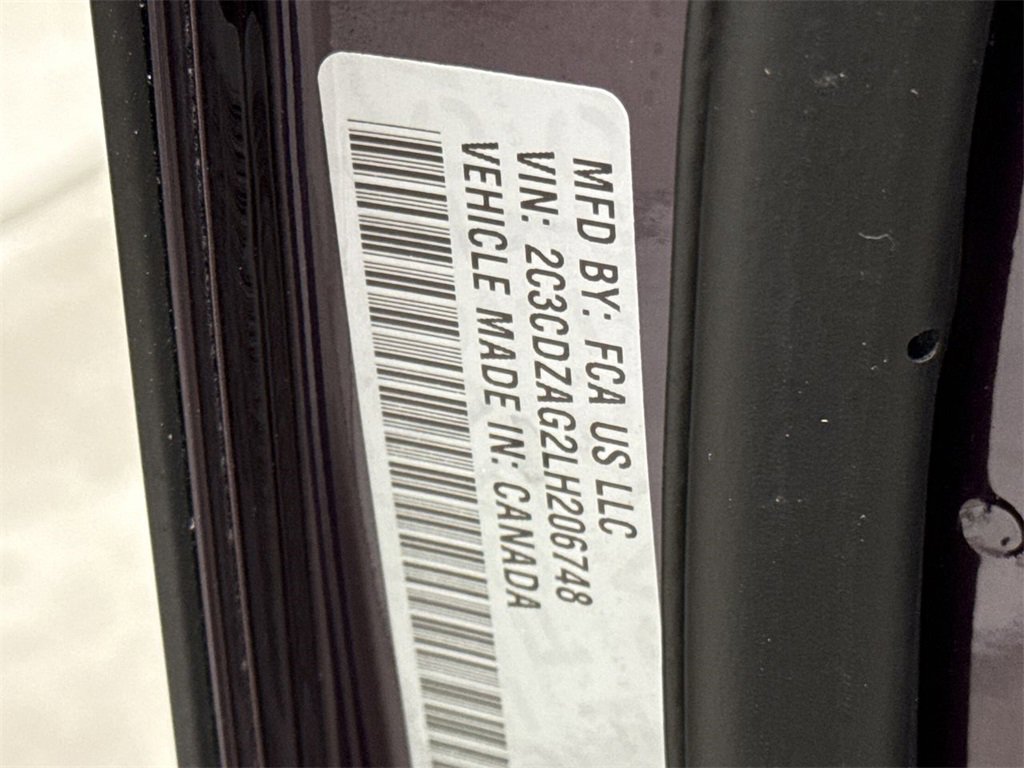 MFD BY: FCA US LLC
VIN: 2C3CDZAG2LH206748
VEHICLE MADE IN: CANADA